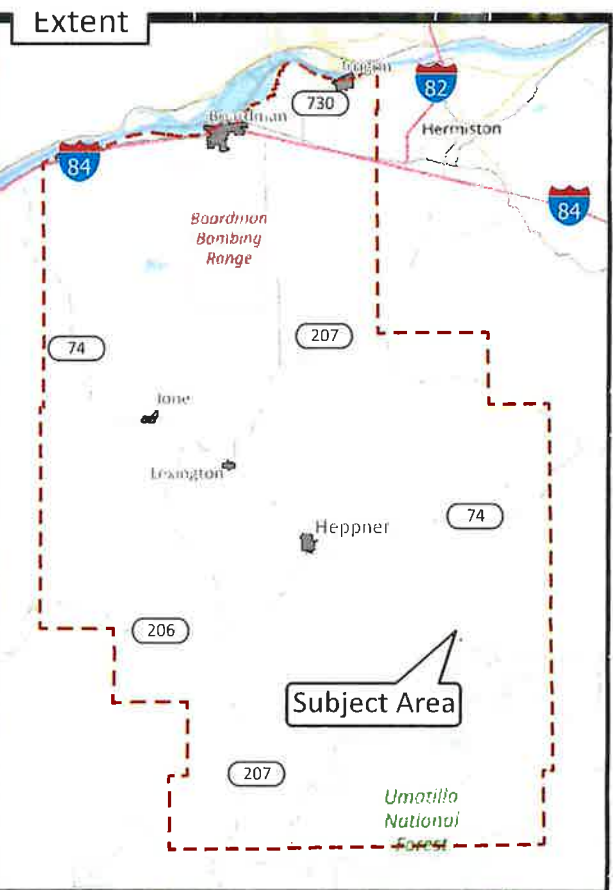 Extent
Irrigon
82
730
Boardman
Hermiston
84
84
Boardman
Bombing
Range
207
74
Ione
Lexington
74
Heppner
206
Subject Area
207
Umatilla
National
Forest